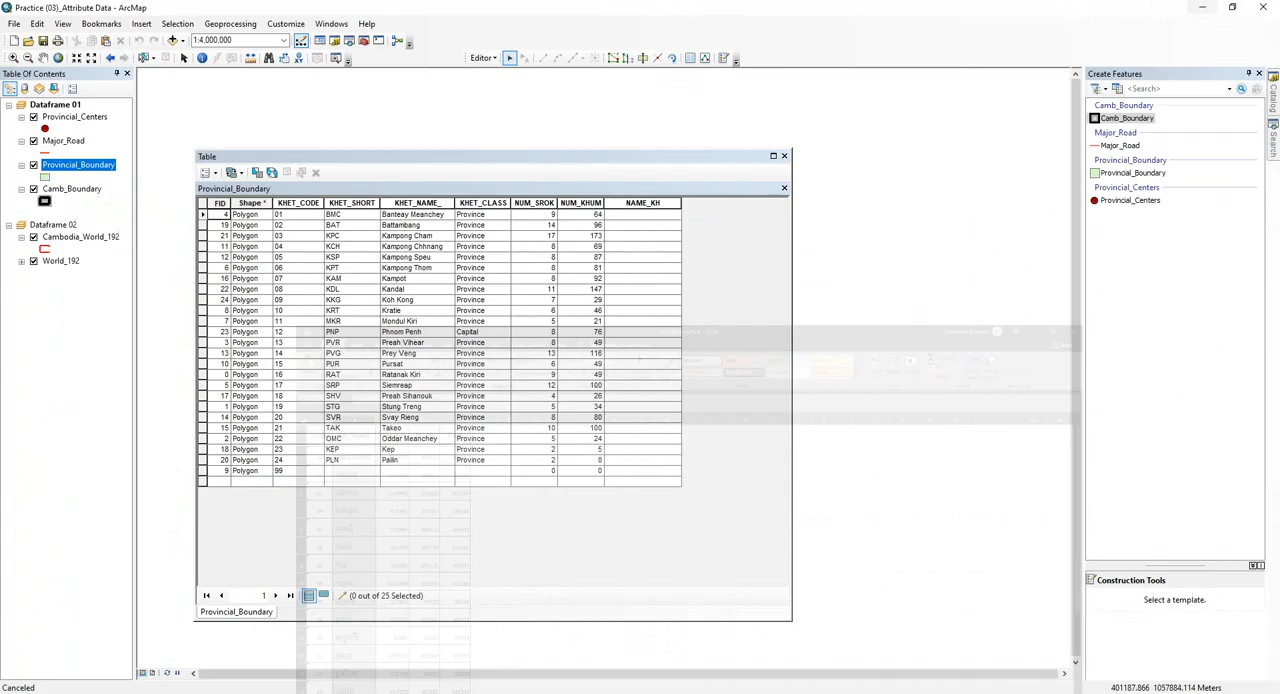 Practice (03)_Attribute Data - ArcMap
File Edit View Bookmarks Insert Selection Geoprocessing Customize Windows Help
1:4,000,000
Editor
Table Of Contents
Dataframe 01
Provincial_Centers
Major_Road
Provincial_Boundary
Camb_Boundary
Dataframe 02
Cambodia_World_192
World_192
Table
Provincial_Boundary
FID Shape * KHET_CODE KHET_SHORT KHET_NAME_ KHET_CLASS NUM_SROK NUM_KHUM NAME_KH
4 Polygon 01 BMC Banteay Meanchey Province 9 64
19 Polygon 02 BAT Battambang Province 14 96
21 Polygon 03 KPC Kampong Cham Province 17 173
11 Polygon 04 KCH Kampong Chhnang Province 8 69
12 Polygon 05 KSP Kampong Speu Province 8 87
6 Polygon 06 KPT Kampong Thom Province 8 81
16 Polygon 07 KAM Kampot Province 8 92
22 Polygon 08 KDL Kandal Province 11 147
24 Polygon 09 KKG Koh Kong Province 7 29
8 Polygon 10 KRT Kratie Province 6 46
7 Polygon 11 MKR Mondul Kiri Province 5 21
23 Polygon 12 PNP Phnom Penh Capital 8 76
3 Polygon 13 PVR Preah Vihear Province 8 49
13 Polygon 14 PVG Prey Veng Province 13 116
10 Polygon 15 PUR Pursat Province 6 49
0 Polygon 16 RAT Ratanak Kiri Province 9 49
5 Polygon 17 SRP Siemreap Province 12 100
17 Polygon 18 SHV Preah Sihanouk Province 4 26
1 Polygon 19 STG Stung Treng Province 5 34
14 Polygon 20 SVR Svay Rieng Province 8 80
15 Polygon 21 TAK Takeo Province 10 100
2 Polygon 22 OMC Oddar Meanchey Province 5 24
18 Polygon 23 KEP Kep Province 2 5
20 Polygon 24 PLN Pailin Province 2 8
9 Polygon 99 0 0
1 (0 out of 25 Selected)
Provincial_Boundary
Create Features
<Search>
Camb_Boundary
Camb_Boundary
Major_Road
Major_Road
Provincial_Boundary
Provincial_Boundary
Provincial_Centers
Provincial_Centers
Construction Tools
Select a template.
Catalog
Search
Canceled
401187.866 1057884.114 Meters